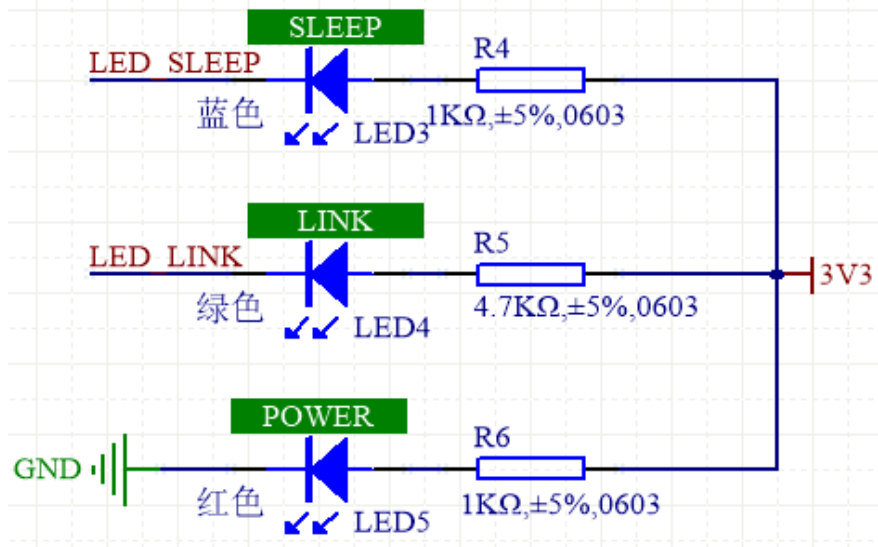 SLEEP
LED_SLEEP
R4
蓝色
LED3
1KΩ,±5%,0603
LINK
LED_LINK
R5
3V3
绿色
4.7KΩ,±5%,0603
LED4
POWER
R6
GND
红色
1KΩ,±5%,0603
LED5